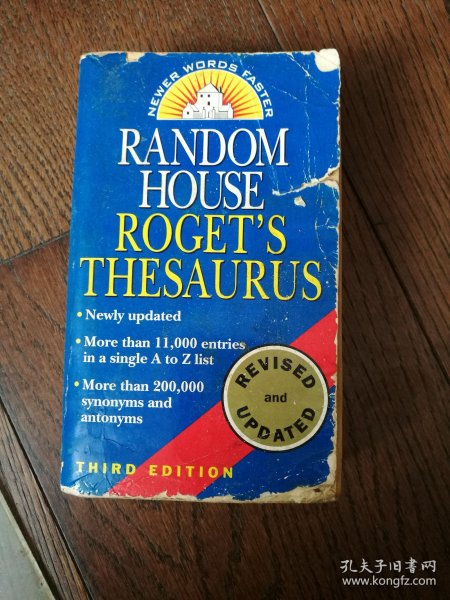 NEWER WORDS FASTER
RANDOM
HOUSE
ROGET'S
THESAURUS
• Newly updated
• More than 11,000 entries
in a single A to Z list
• More than 200,000
synonyms and
antonyms
REVISED
and
UPDATED
THIRD EDITION
孔夫子旧书网
www.kongfz.com